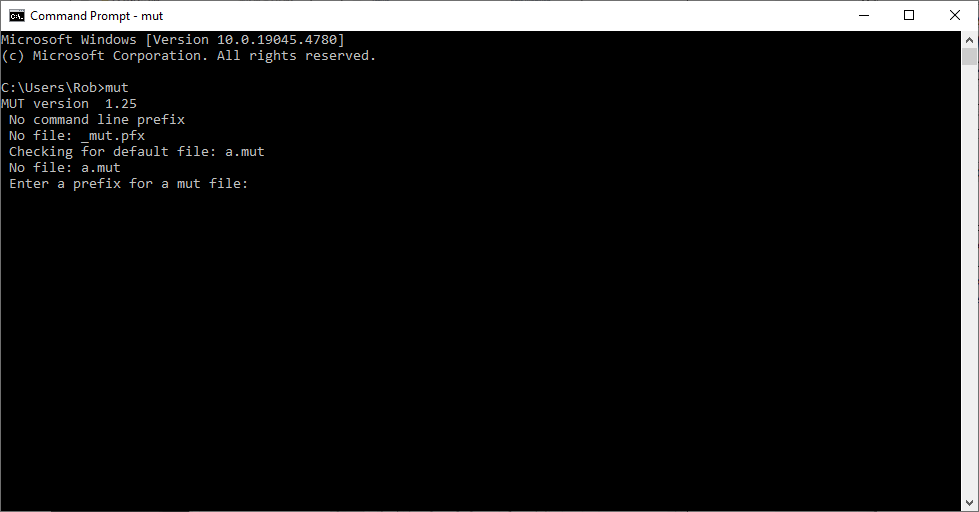 Command Prompt - mut
Microsoft Windows [Version 10.0.19045.4780]
(c) Microsoft Corporation. All rights reserved.
C:\Users\Rob>mut
MUT version  1.25
No command line prefix
No file: _mut.pfx
Checking for default file: a.mut
No file: a.mut
Enter a prefix for a mut file: